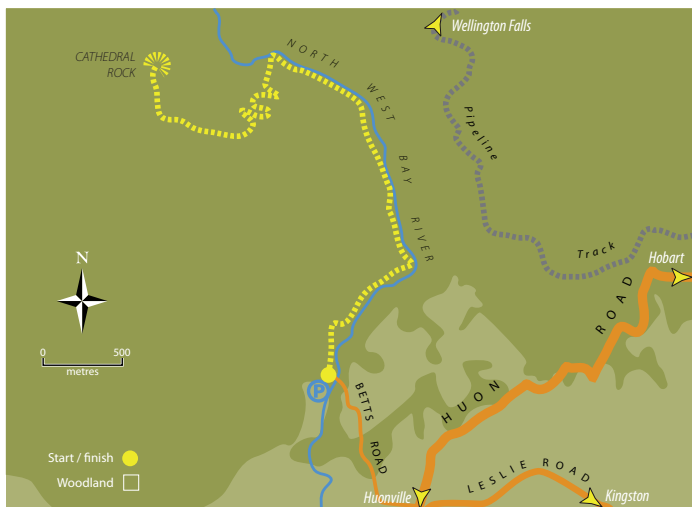 Wellington Falls
CATHEDRAL
ROCK
NORTH WEST BAY RIVER
Pipeline
Track
Hobart
N
0 500
metres
HUON ROAD
P
BETTS ROAD
LESLIE ROAD
Start / finish
Woodland
Huonville
Kingston